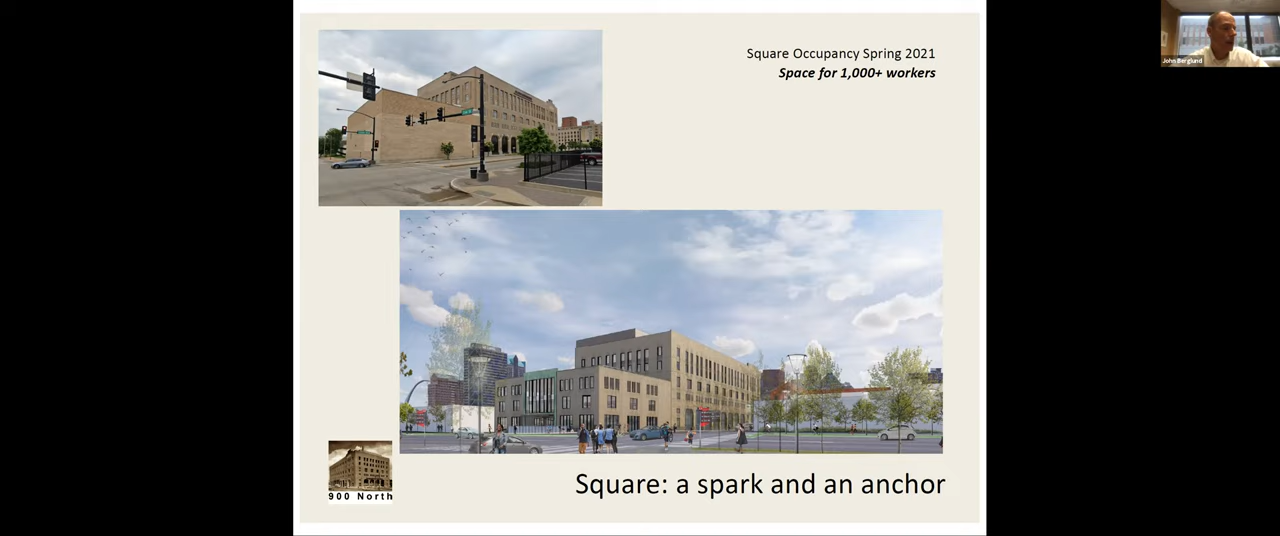 Square Occupancy Spring 2021
Space for 1,000+ workers
John Berglund
900 North
Square: a spark and an anchor